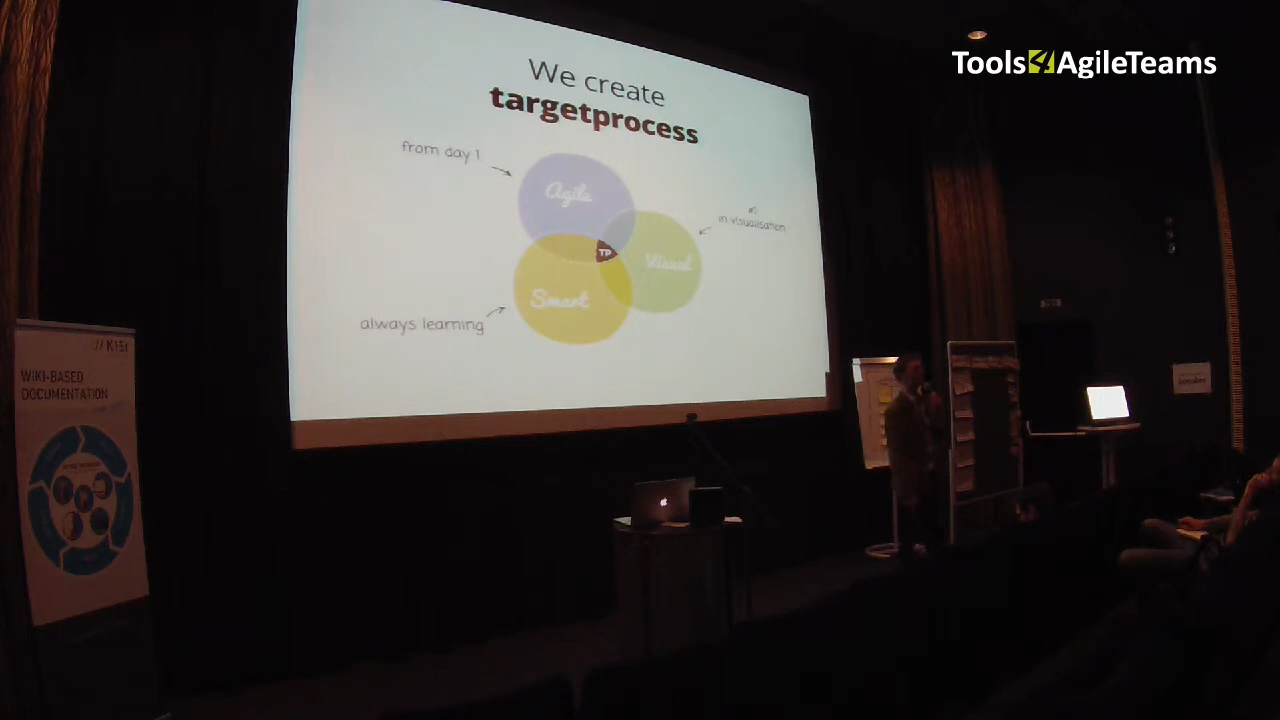 Tools4AgileTeams
We create
targetprocess
from day 1
Agile
#1
in visualisation
TP
Visual
Smart
always learning
// K15t
WIKI-BASED
DOCUMENTATION